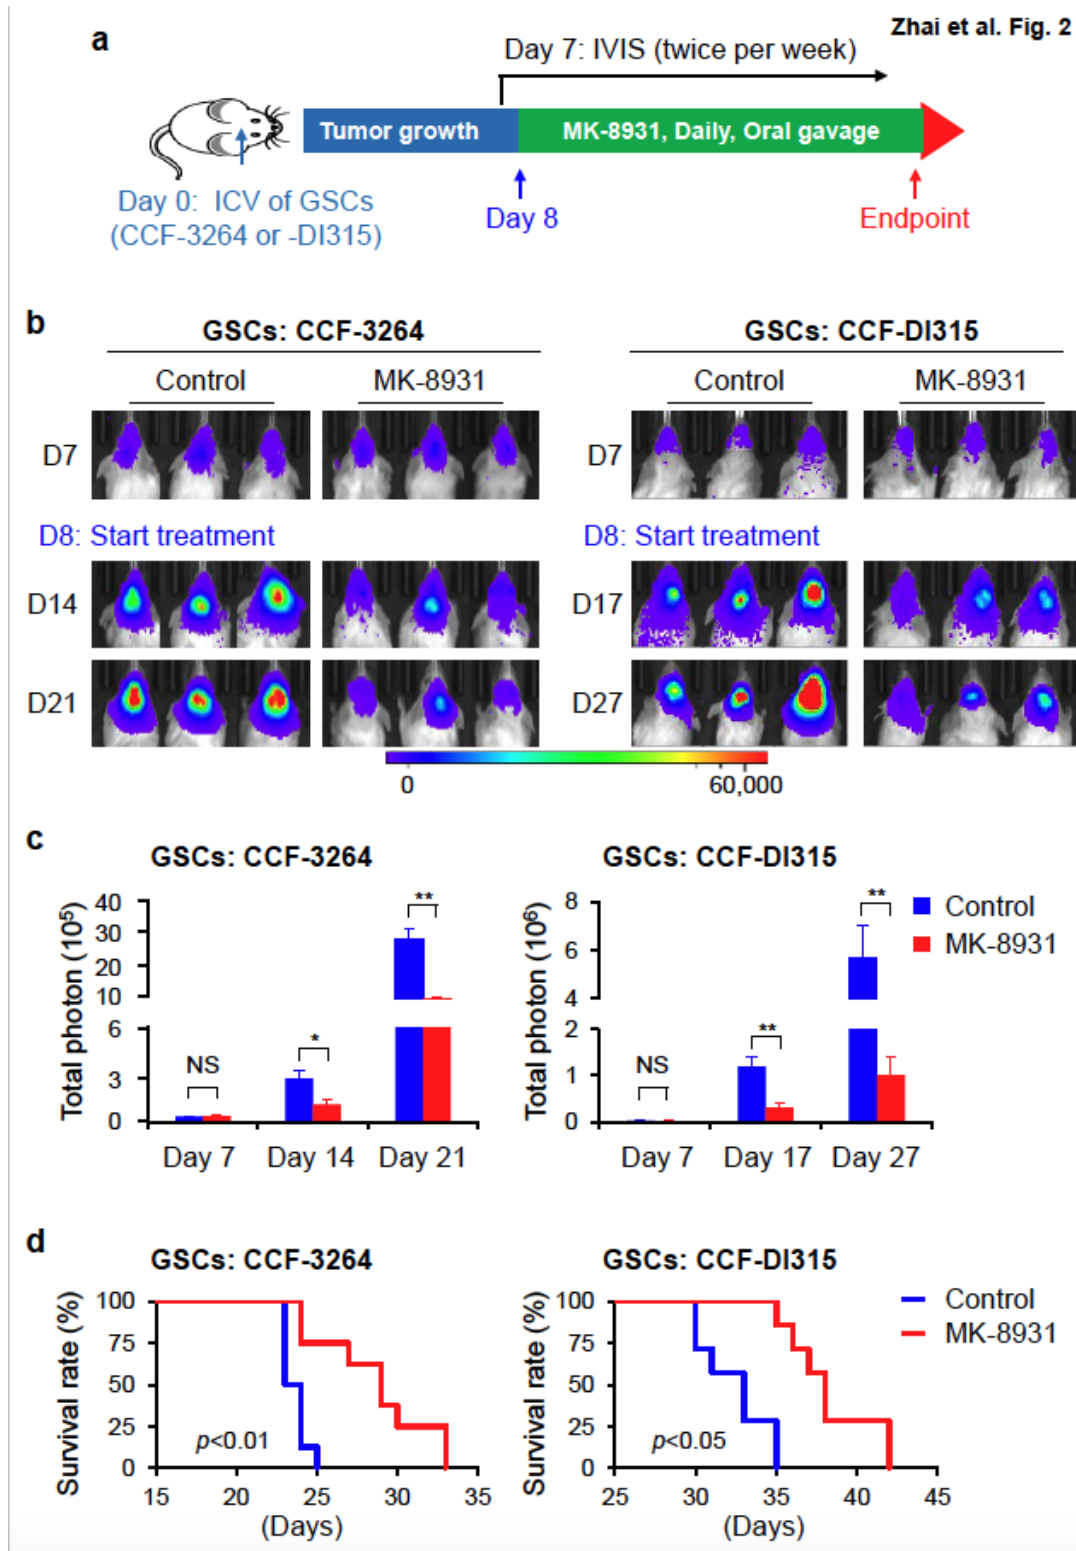 Zhai et al. Fig. 2
a
Day 7: IVIS (twice per week)
Tumor growth
MK-8931, Daily, Oral gavage
Day 0: ICV of GSCs
(CCF-3264 or -DI315)
Day 8
Endpoint
b
GSCs: CCF-3264
GSCs: CCF-DI315
Control
MK-8931
Control
MK-8931
D7
D7
D8: Start treatment
D8: Start treatment
D14
D17
D21
D27
0
60,000
c
GSCs: CCF-3264
GSCs: CCF-DI315
Total photon (10⁵)
40
30
20
10
6
3
0
NS
*
**
Day 7
Day 14
Day 21
Total photon (10⁶)
8
6
4
2
1
0
NS
**
**
Day 7
Day 17
Day 27
Control
MK-8931
d
GSCs: CCF-3264
GSCs: CCF-DI315
Survival rate (%)
100
75
50
25
0
p<0.01
15
20
25
30
35
(Days)
Survival rate (%)
100
75
50
25
0
p<0.05
25
30
35
40
45
(Days)
Control
MK-8931